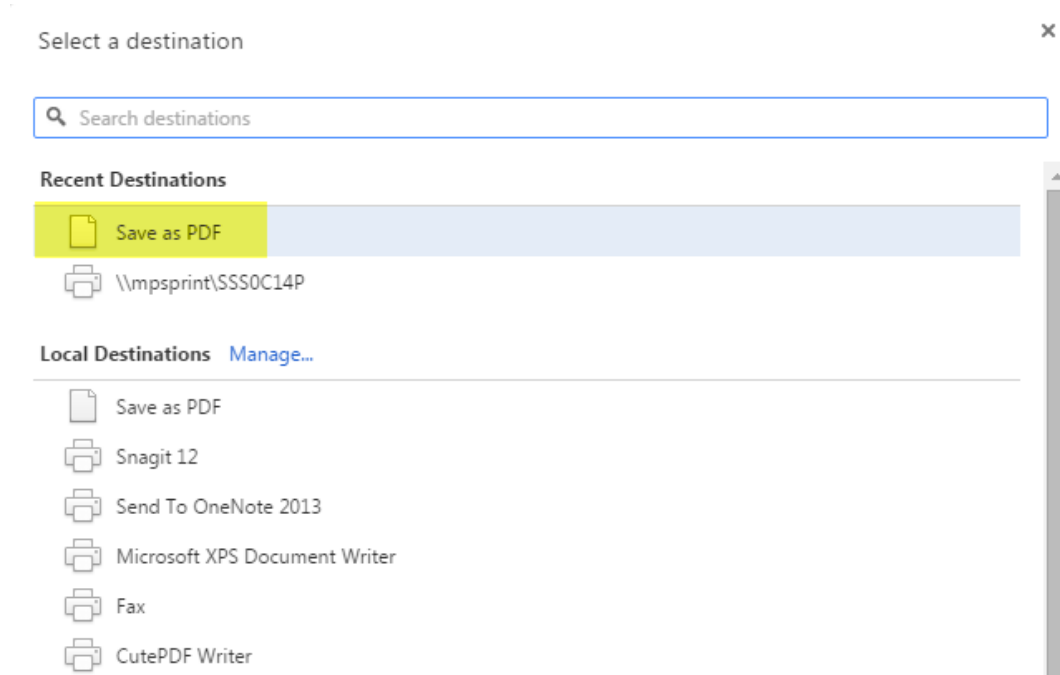 Select a destination
Search destinations
Recent Destinations
Save as PDF
\\mpsprint\SSS0C14P
Local Destinations Manage...
Save as PDF
Snagit 12
Send To OneNote 2013
Microsoft XPS Document Writer
Fax
CutePDF Writer